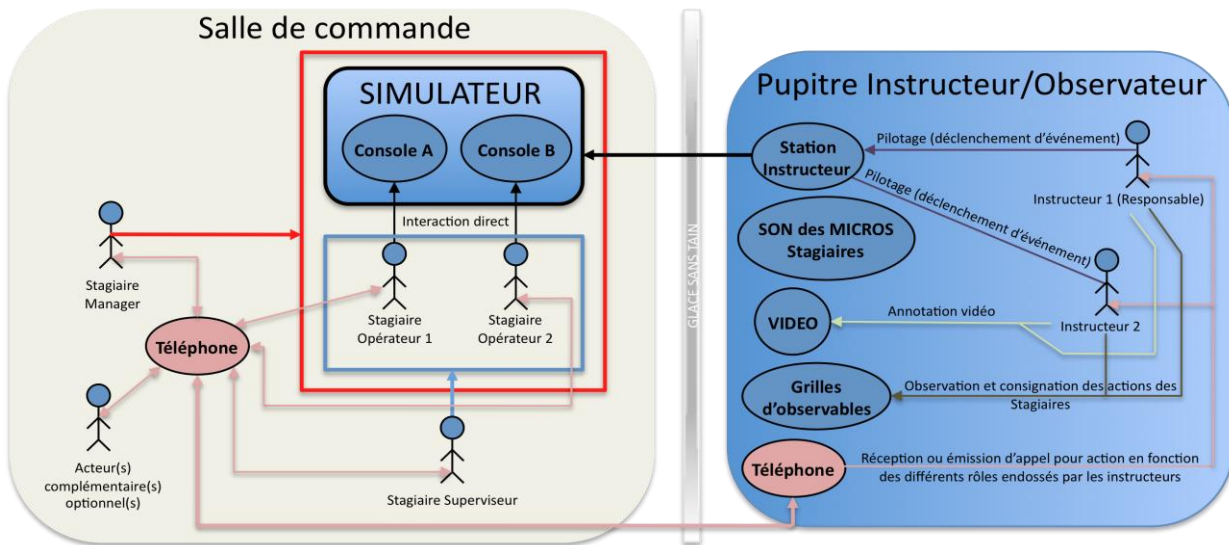 Salle de commande
SIMULATEUR
Console A
Console B
Interaction direct
Stagiaire
Manager
Stagiaire
Opérateur 1
Stagiaire
Opérateur 2
Téléphone
Acteur(s)
complémentaire(s)
optionnel(s)
Stagiaire Superviseur
GLACE SANS TAIN
Pupitre Instructeur/Observateur
Station
Instructeur
Pilotage (déclenchement d'événement)
Pilotage (déclenchement d'événement)
Instructeur 1 (Responsable)
SON des MICROS
Stagiaires
VIDEO
Annotation vidéo
Instructeur 2
Grilles
d'observables
Observation et consignation des actions des
Stagiaires
Téléphone
Réception ou émission d'appel pour action en fonction
des différents rôles endossés par les instructeurs